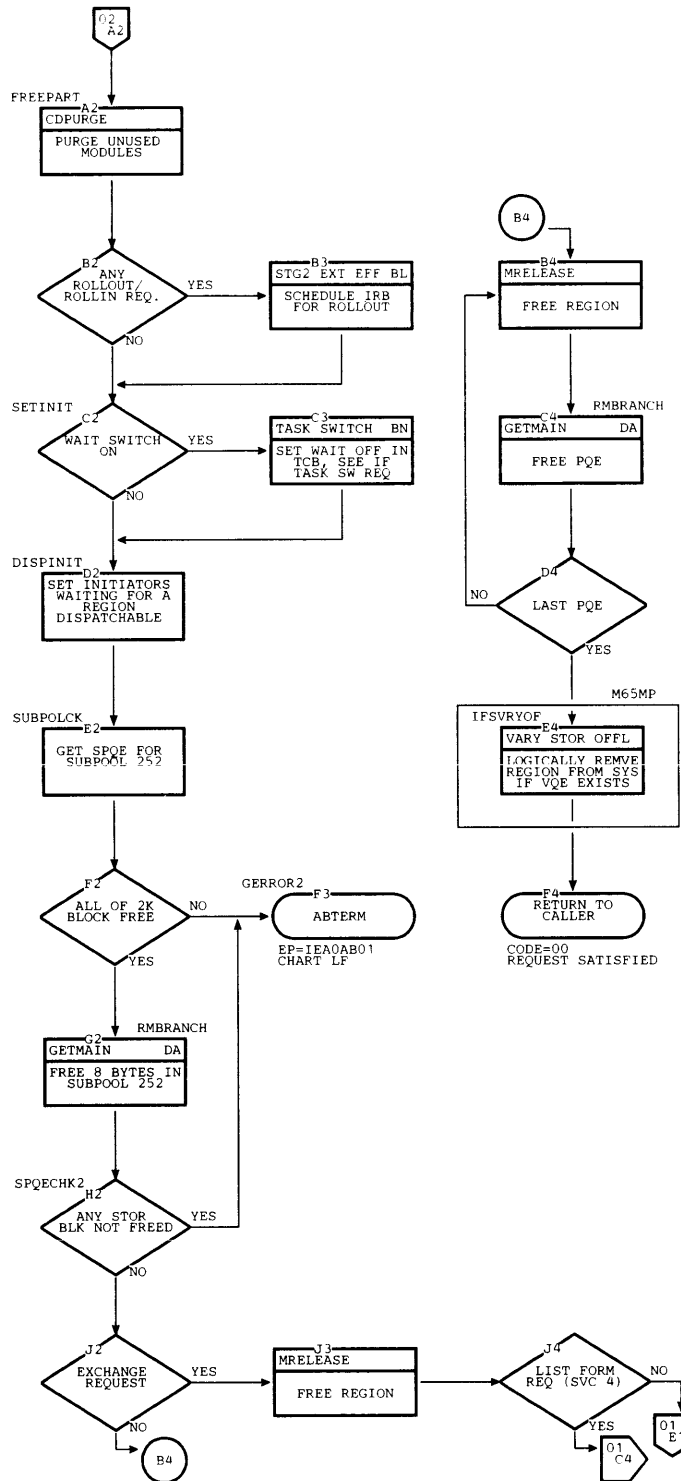 02
A2
FREEPART
A2
CDPURGE
PURGE UNUSED
MODULES
B2
ANY
ROLLOUT/
ROLLIN REQ.
YES
NO
B3
STG2 EXT EFF BL
SCHEDULE IRB
FOR ROLLOUT
SETINIT
C2
WAIT SWITCH
ON
YES
NO
C3
TASK SWITCH BN
SET WAIT OFF IN
TCB, SEE IF
TASK SW REQ
DISPINIT
D2
SET INITIATORS
WAITING FOR A
REGION
DISPATCHABLE
SUBPOLCK
E2
GET SPQE FOR
SUBPOOL 252
F2
ALL OF 2K
BLOCK FREE
NO
YES
GERROR2
F3
ABTERM
EP=IEA0AB01
CHART LF
RMBRANCH
G2
GETMAIN DA
FREE 8 BYTES IN
SUBPOOL 252
SPQECHK2
H2
ANY STOR
BLK NOT FREED
YES
NO
J2
EXCHANGE
REQUEST
YES
NO
B4
J3
MRELEASE
FREE REGION
J4
LIST FORM
REQ (SVC 4)
NO
YES
01
C4
01
B4
B4
MRELEASE
FREE REGION
RMBRANCH
C4
GETMAIN DA
FREE PQE
D4
LAST PQE
NO
YES
M65MP
IFSVRYOF
E4
VARY STOR OFFL
LOGICALLY REMVE
REGION FROM SYS
IF VQE EXISTS
F4
RETURN TO
CALLER
CODE=00
REQUEST SATISFIED